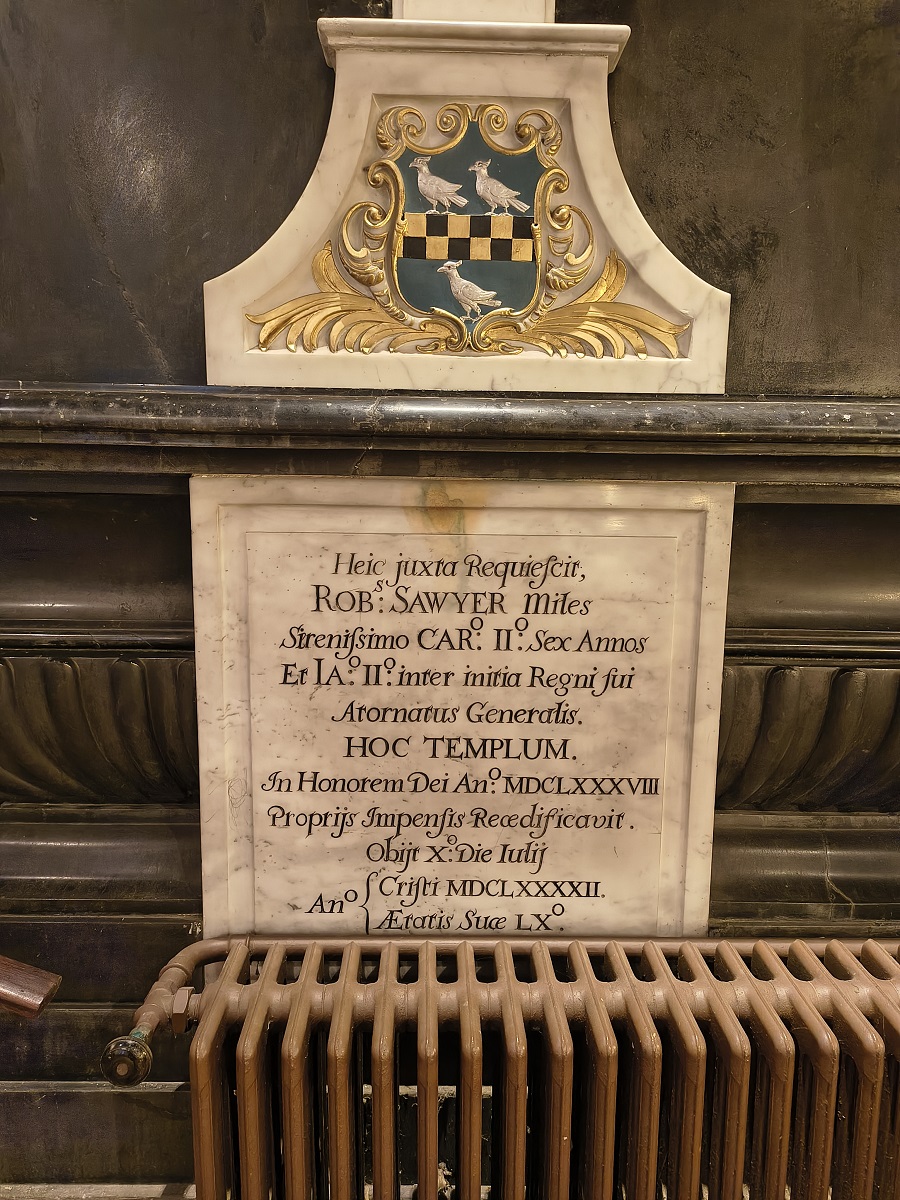 Heic juxta Requieſcit,
ROBˢ: SAWYER Miles
Sireniſsimo CARº: IIº: Sex Annos
Et IAº: IIº: inter initia Regni ſui
Atornatus Generalis.
HOC TEMPLUM.
In Honorem Dei Anº: MDCLXXXVIII
Proprijs Impenſis Reædificavit.
Obijt Xº: Die Iulij
Anº { Criſti MDCLXXXXII.
Ætatis Suæ LXº.